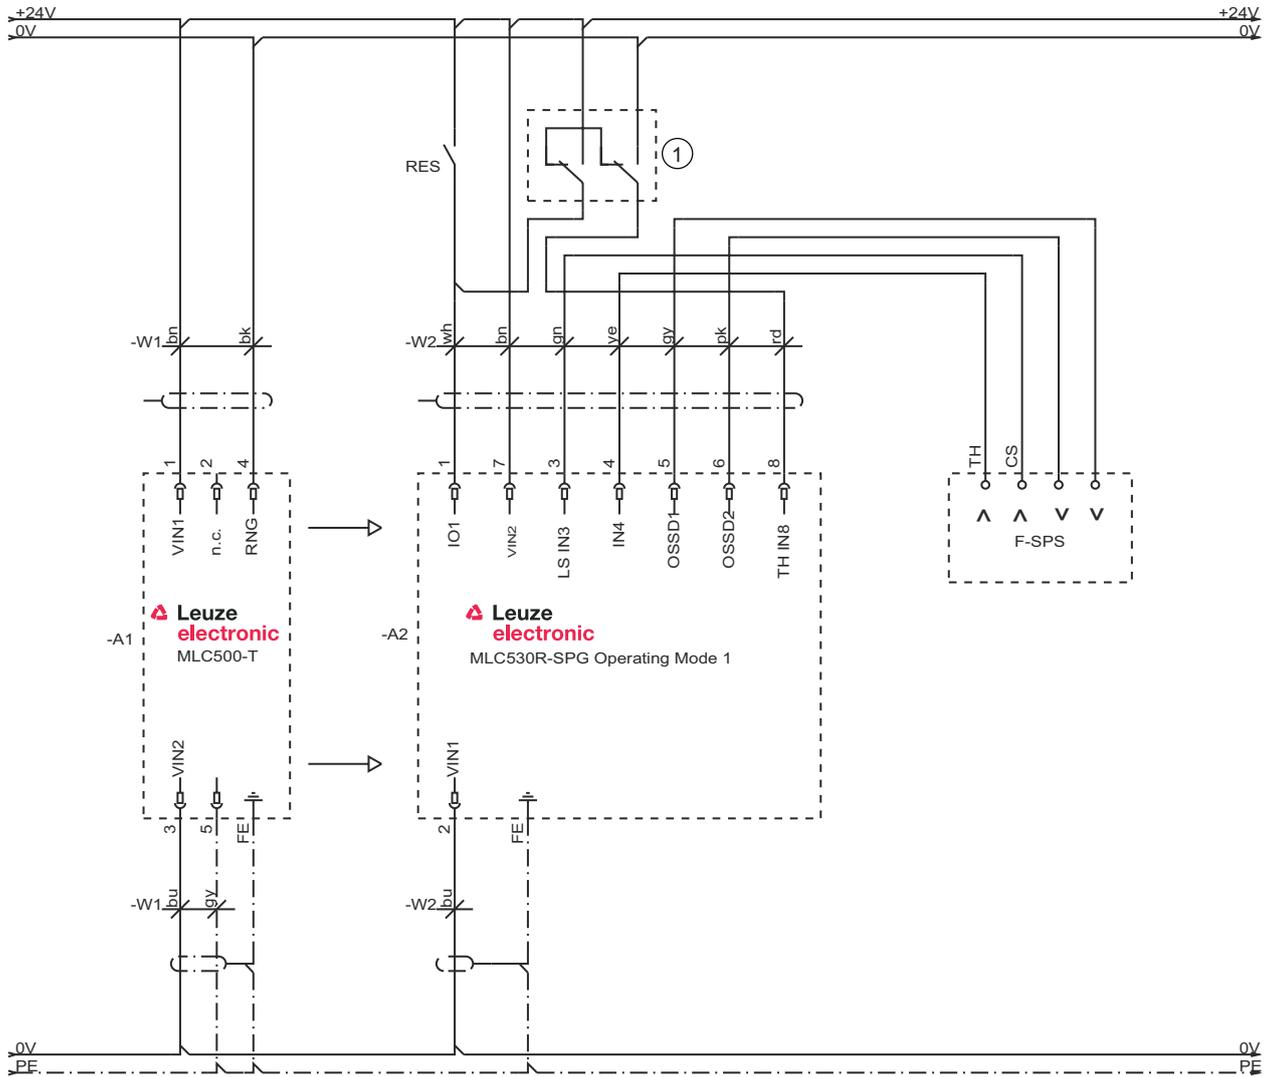 +24V +24V
0V 0V
1
RES
-W1 bn bk -W2 wh bn gn ye gy pk rd
TH CS
1 2 4 1 7 3 4 5 6 8
VIN1 n.c. RNG IO1 VIN2 LS IN3 IN4 OSSD1 OSSD2 TH IN8
F-SPS
-A1
Leuze
electronic
MLC500-T
-A2
Leuze
electronic
MLC530R-SPG Operating Mode 1
VIN2 VIN1
3 5 FE 2 FE
-W1 bu gy -W2 bu
0V 0V
PE PE